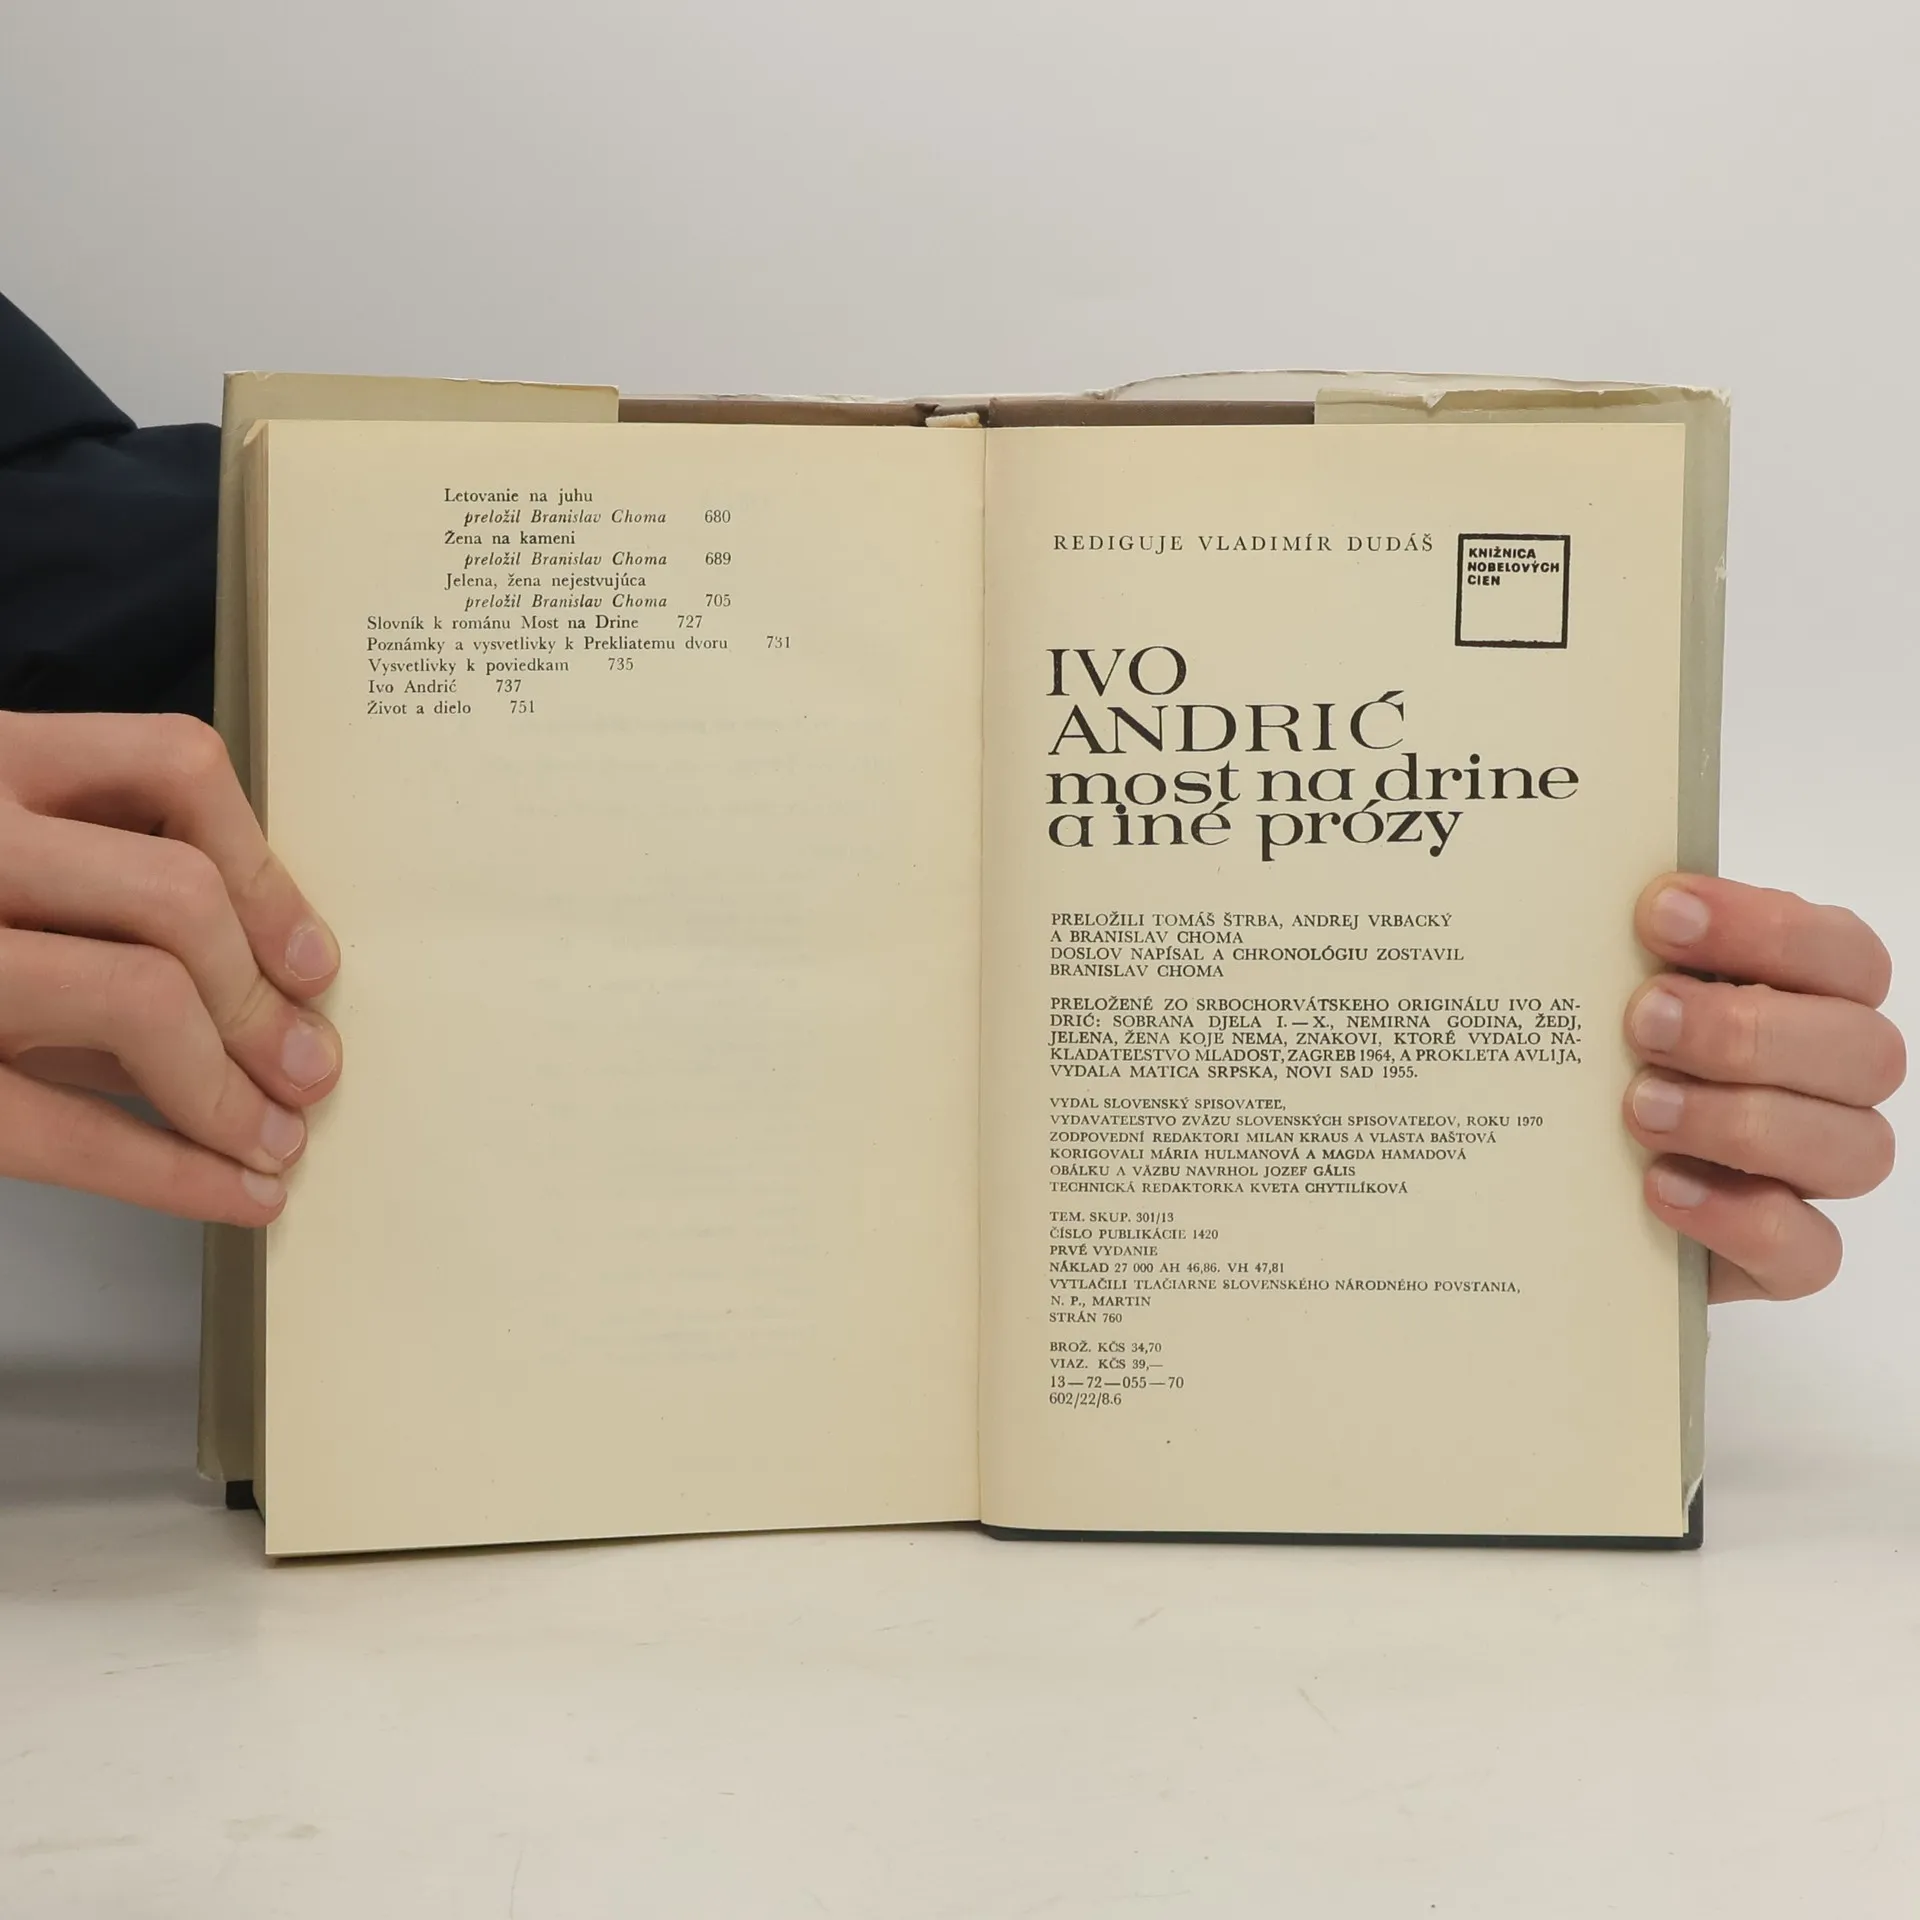 Letovanie na juhu
preložil Branislav Choma 680
Žena na kameni
preložil Branislav Choma 689
Jelena, žena nejestvujúca
preložil Branislav Choma 705
Slovník k románu Most na Drine 727
Poznámky a vysvetlivky k Prekliatemu dvoru 731
Vysvetlivky k poviedkam 735
Ivo Andrić 737
Život a dielo 751
REDIGUJE VLADIMÍR DUDÁŠ
KNIŽNICA
NOBELOVÝCH
CIEN
IVO
ANDRIĆ
most na drine
a iné prózy
PRELOŽILI TOMÁŠ ŠTRBA, ANDREJ VRBACKÝ
A BRANISLAV CHOMA
DOSLOV NAPÍSAL A CHRONOLÓGIU ZOSTAVIL
BRANISLAV CHOMA
PRELOŽENÉ ZO SRBOCHORVÁTSKEHO ORIGINÁLU IVO AN-
DRIĆ: SOBRANA DJELA I. — X., NEMIRNA GODINA, ŽEDJ,
JELENA, ŽENA KOJE NEMA, ZNAKOVI, KTORÉ VYDALO NA-
KLADATEĽSTVO MLADOST, ZAGREB 1964, A PROKLETA AVLIJA,
VYDALA MATICA SRPSKA, NOVI SAD 1955.
VYDAL SLOVENSKÝ SPISOVATEĽ,
VYDAVATEĽSTVO ZVÄZU SLOVENSKÝCH SPISOVATEĽOV, ROKU 1970
ZODPOVEDNÍ REDAKTORI MILAN KRAUS A VLASTA BAŠTOVÁ
KORIGOVALI MÁRIA HULMANOVÁ A MAGDA HAMADOVÁ
OBÁLKU A VÄZBU NAVRHOL JOZEF GÁLIS
TECHNICKÁ REDAKTORKA KVETA CHYTILÍKOVÁ
TEM. SKUP. 301/13
ČÍSLO PUBLIKÁCIE 1420
PRVÉ VYDANIE
NÁKLAD 27 000 AH 46,86. VH 47,81
VYTLAČILI TLAČIARNE SLOVENSKÉHO NÁRODNÉHO POVSTANIA,
N. P., MARTIN
STRÁN 760
BROŽ. KČS 34,70
VIAZ. KČS 39,—
13—72—055—70
602/22/8.6